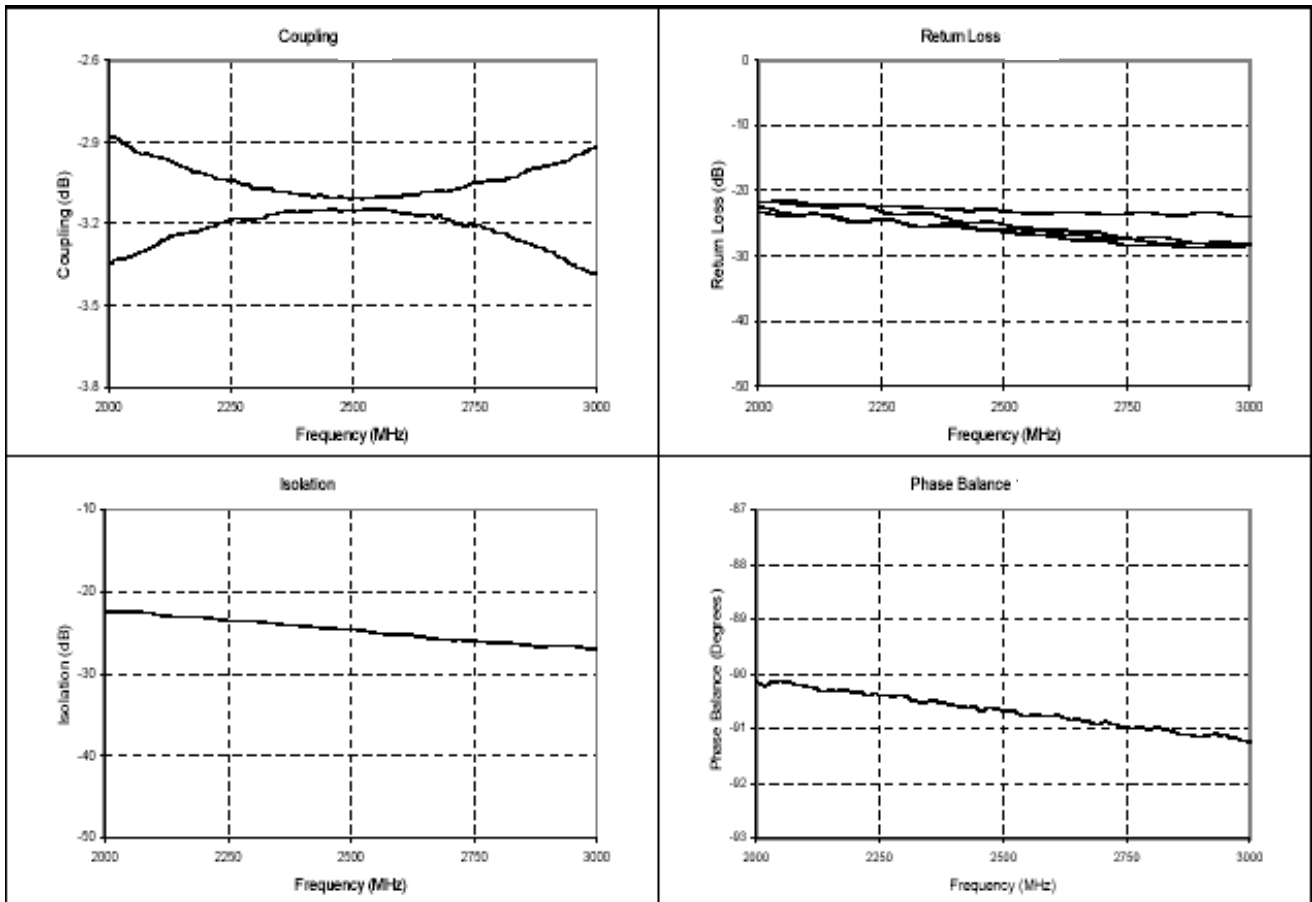 Coupling
-2.6
-2.9
-3.2
-3.5
-3.8
Coupling (dB)
2000 2250 2500 2750 3000
Frequency (MHz)
Return Loss
0
-10
-20
-30
-40
-50
Return Loss (dB)
2000 2250 2500 2750 3000
Frequency (MHz)
Isolation
-10
-20
-30
-40
-50
Isolation (dB)
2000 2250 2500 2750 3000
Frequency (MHz)
Phase Balance
-87
-88
-89
-90
-91
-92
-93
Phase Balance (Degrees)
2000 2250 2500 2750 3000
Frequency (MHz)